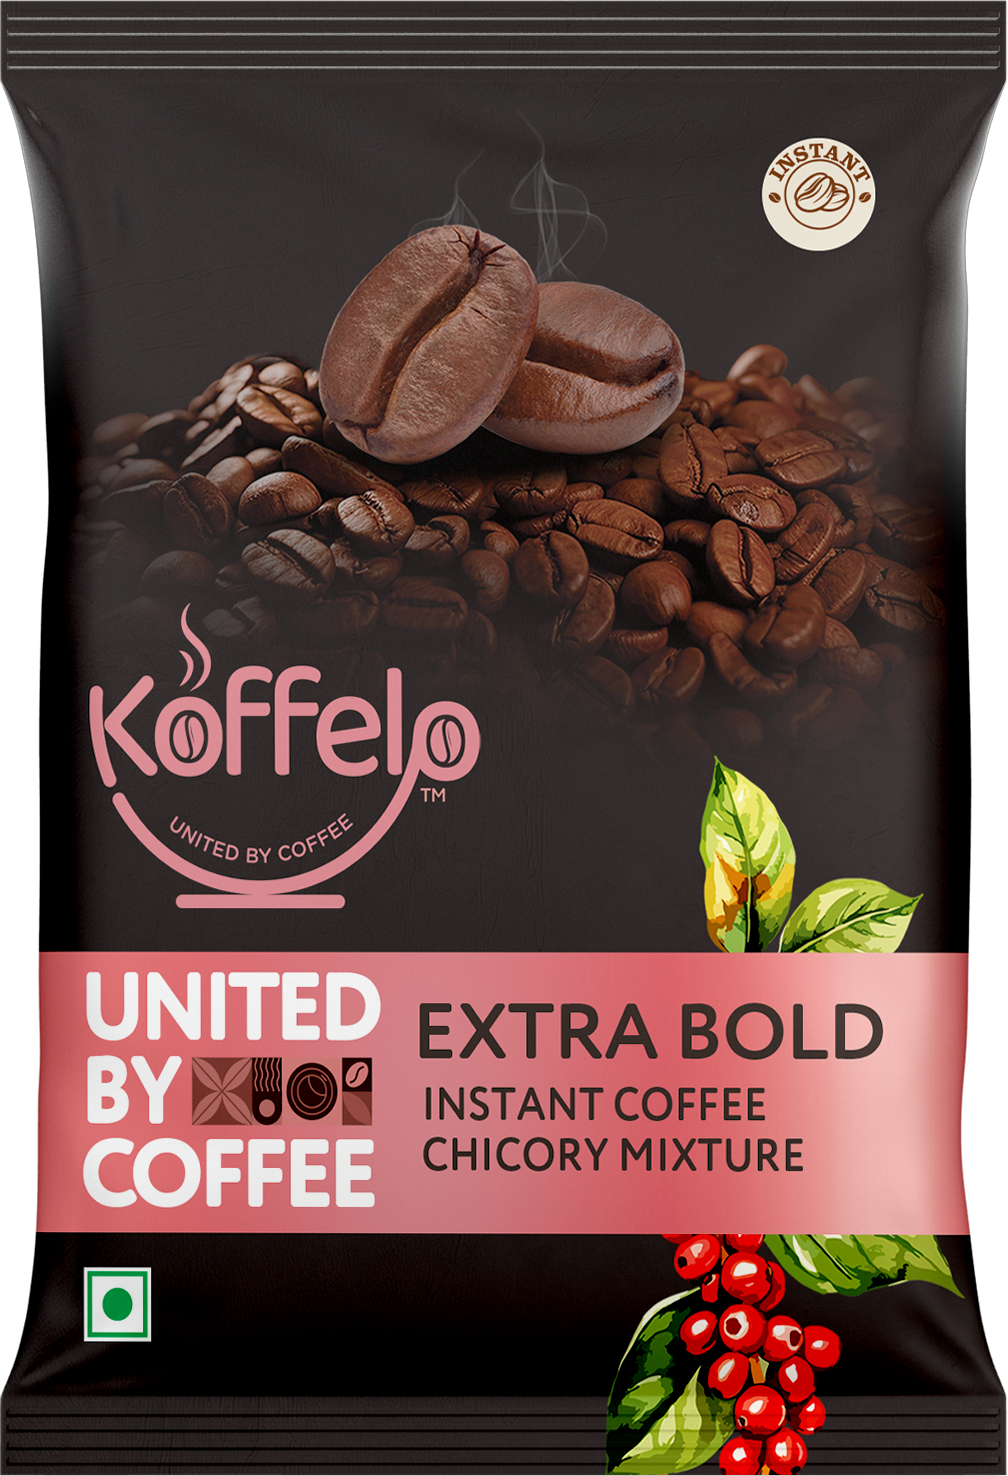 INSTANT
Koffelo
TM
UNITED BY COFFEE
UNITED
BY
COFFEE
EXTRA BOLD
INSTANT COFFEE
CHICORY MIXTURE